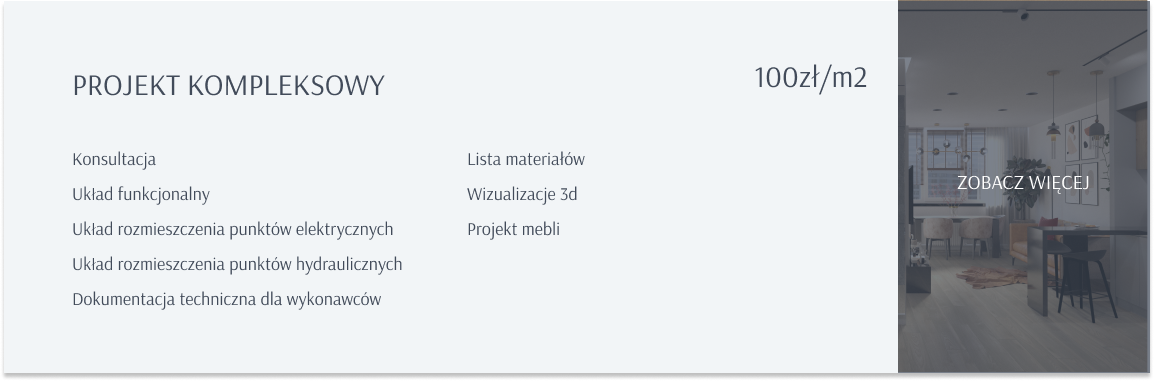 PROJEKT KOMPLEKSOWY
100zł/m2
Konsultacja
Układ funkcjonalny
Układ rozmieszczenia punktów elektrycznych
Układ rozmieszczenia punktów hydraulicznych
Dokumentacja techniczna dla wykonawców
Lista materiałów
Wizualizacje 3d
Projekt mebli
ZOBACZ WIĘCEJ